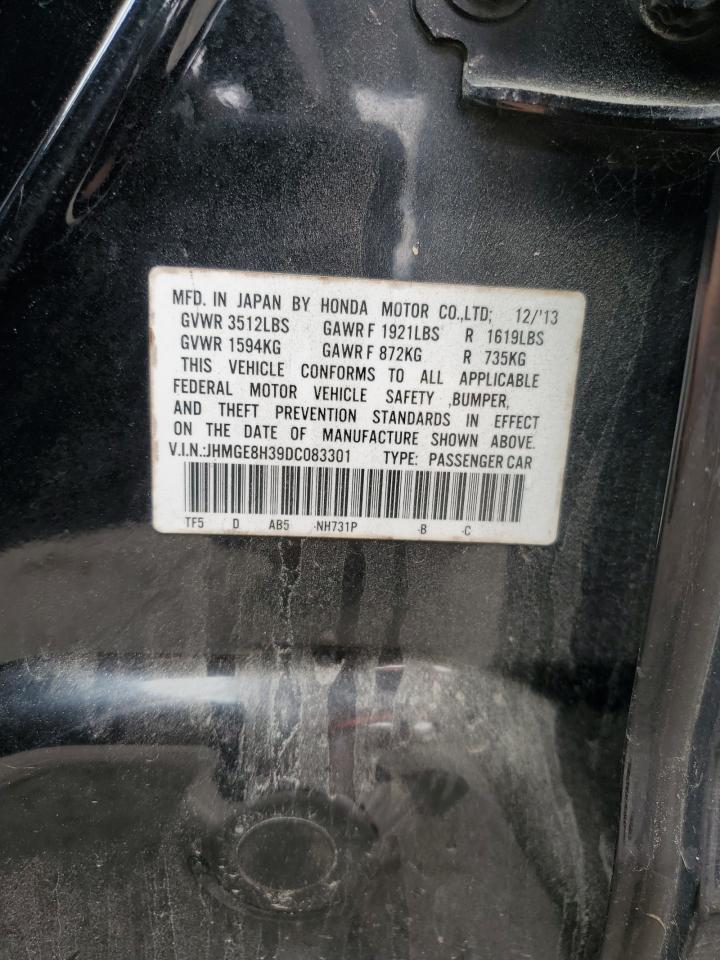 MFD. IN JAPAN BY HONDA MOTOR CO.,LTD; 12/'13
GVWR 3512LBS GAWR F 1921LBS R 1619LBS
GVWR 1594KG GAWR F 872KG R 735KG
THIS VEHICLE CONFORMS TO ALL APPLICABLE
FEDERAL MOTOR VEHICLE SAFETY ,BUMPER,
AND THEFT PREVENTION STANDARDS IN EFFECT
ON THE DATE OF MANUFACTURE SHOWN ABOVE.
V.I.N.:JHMGE8H39DC083301 TYPE: PASSENGER CAR
TF5 D AB5 -NH731P -B -C